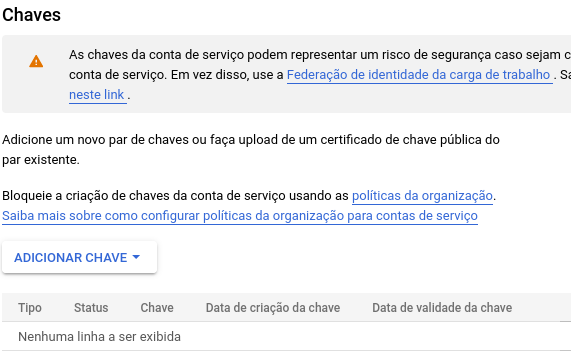 Chaves
As chaves da conta de serviço podem representar um risco de segurança caso sejam c
conta de serviço. Em vez disso, use a Federação de identidade da carga de trabalho . Sa
neste link .
Adicione um novo par de chaves ou faça upload de um certificado de chave pública do
par existente.
Bloqueie a criação de chaves da conta de serviço usando as políticas da organização.
Saiba mais sobre como configurar políticas da organização para contas de serviço
ADICIONAR CHAVE
Tipo Status Chave Data de criação da chave Data de validade da chave
Nenhuma linha a ser exibida